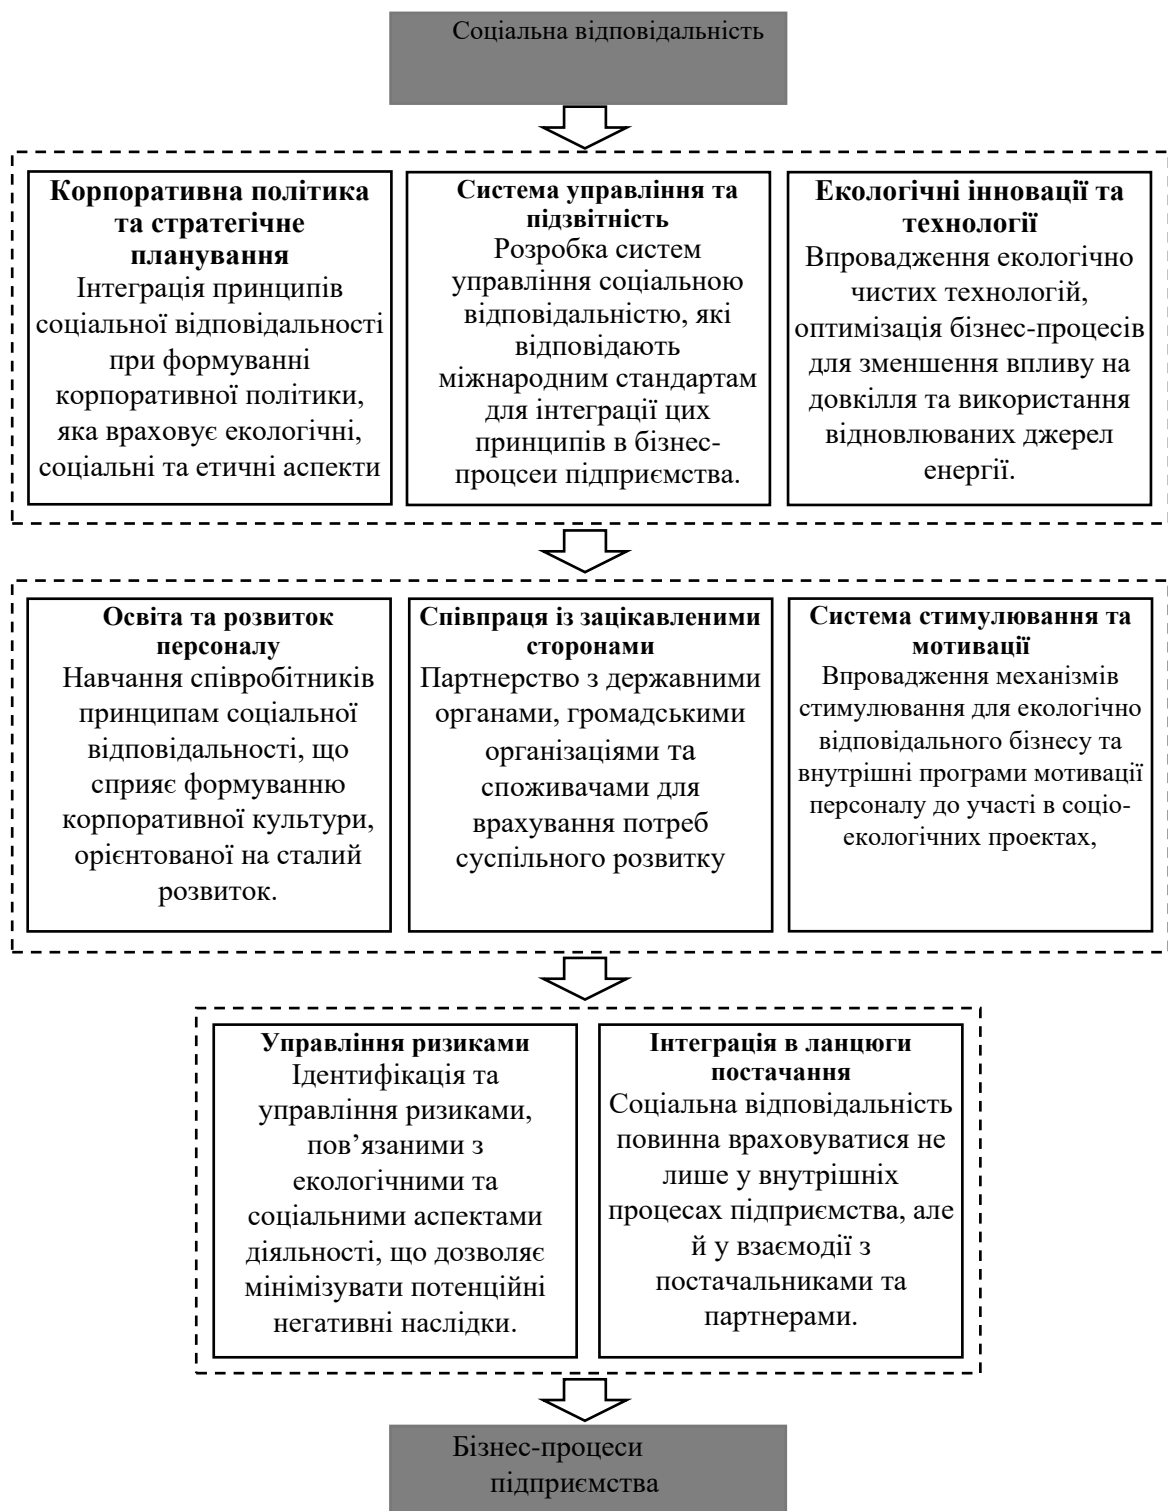 Соціальна відповідальність
Корпоративна політика
та стратегічне
планування
Інтеграція принципів
соціальної відповідальності
при формуванні
корпоративної політики,
яка враховує екологічні,
соціальні та етичні аспекти
Система управління та
підзвітність
Розробка систем
управління соціальною
відповідальністю, які
відповідають
міжнародним стандартам
для інтеграції цих
принципів в бізнес-
процсеи підприємства.
Екологічні інновації та
технології
Впровадження екологічно
чистих технологій,
оптимізація бізнес-процесів
для зменшення впливу на
довкілля та використання
відновлюваних джерел
енергії.
Освіта та розвиток
персоналу
Навчання співробітників
принципам соціальної
відповідальності, що
сприяє формуванню
корпоративної культури,
орієнтованої на сталий
розвиток.
Співпраця із зацікавленими
сторонами
Партнерство з державними
органами, громадськими
організаціями та
споживачами для
врахування потреб
суспільного розвитку
Система стимулювання та
мотивації
Впровадження механізмів
стимулювання для екологічно
відповідального бізнесу та
внутрішні програми мотивації
персоналу до участі в соціо-
екологічних проектах,
Управління ризиками
Ідентифікація та
управління ризиками,
пов’язаними з
екологічними та
соціальними аспектами
діяльності, що дозволяє
мінімізувати потенційні
негативні наслідки.
Інтеграція в ланцюги
постачання
Соціальна відповідальність
повинна враховуватися не
лише у внутрішніх
процесах підприємства, але
й у взаємодії з
постачальниками та
партнерами.
Бізнес-процеси
підприємства